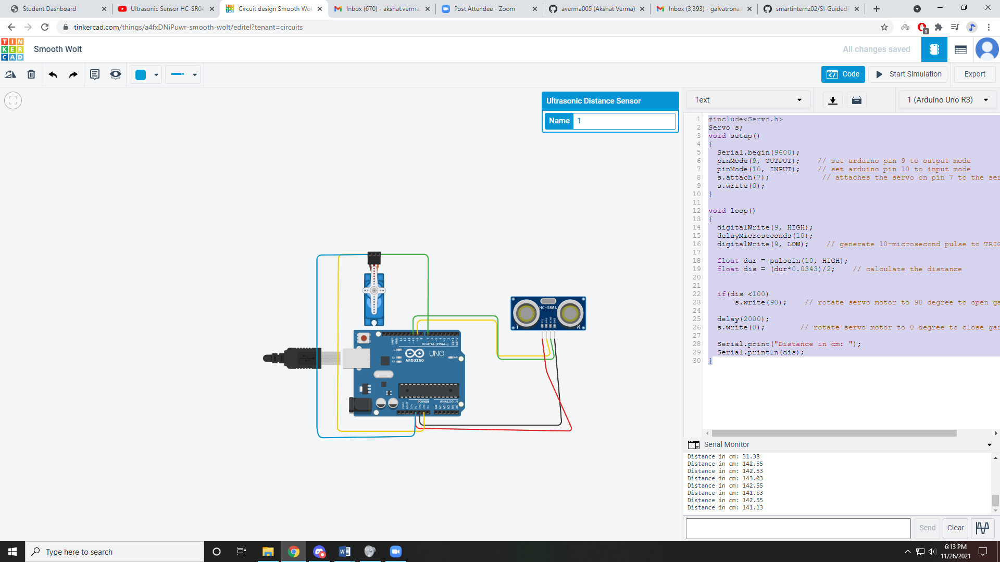 Student Dashboard
Ultrasonic Sensor HC-SR04
Circuit design Smooth Wol
Inbox (670) - akshat.verma.
Post Attendee - Zoom
averma005 (Akshat Verma)
Inbox (3,393) - galvatrona.
smartinternz02/SI-GuidedP
tinkercad.com/things/a4fxDNiPuwr-smooth-wolt/editel?tenant=circuits
1
TIN
KER
CAD
Smooth Wolt
All changes saved
Code
Start Simulation
Export
Ultrasonic Distance Sensor
Name
1
Text
1 (Arduino Uno R3)
1 #include<Servo.h>
2 Servo s;
3 void setup()
4 {
5 Serial.begin(9600);
6 pinMode(9, OUTPUT); // set arduino pin 9 to output mode
7 pinMode(10, INPUT); // set arduino pin 10 to input mode
8 s.attach(7); // attaches the servo on pin 7 to the ser
9 s.write(0);
10 }
11
12 void loop()
13 {
14 digitalWrite(9, HIGH);
15 delayMicroseconds(10);
16 digitalWrite(9, LOW); // generate 10-microsecond pulse to TRIG
17
18 float dur = pulseIn(10, HIGH);
19 float dis = (dur*0.0343)/2; // calculate the distance
20
21
22 if(dis <100)
23 s.write(90); // rotate servo motor to 90 degree to open ga
24
25 delay(2000);
26 s.write(0); // rotate servo motor to 0 degree to close gar
27
28 Serial.print("Distance in cm: ");
29 Serial.println(dis);
30 }
HC-SR04
T
R
DIGITAL (PWM~)
UNO
ARDUINO
L
TX
RX
ON
POWER
ANALOG IN
Serial Monitor
Distance in cm: 31.38
Distance in cm: 142.55
Distance in cm: 142.53
Distance in cm: 143.03
Distance in cm: 142.55
Distance in cm: 141.83
Distance in cm: 142.55
Distance in cm: 141.13
Send
Clear
Type here to search
6:13 PM
11/26/2021